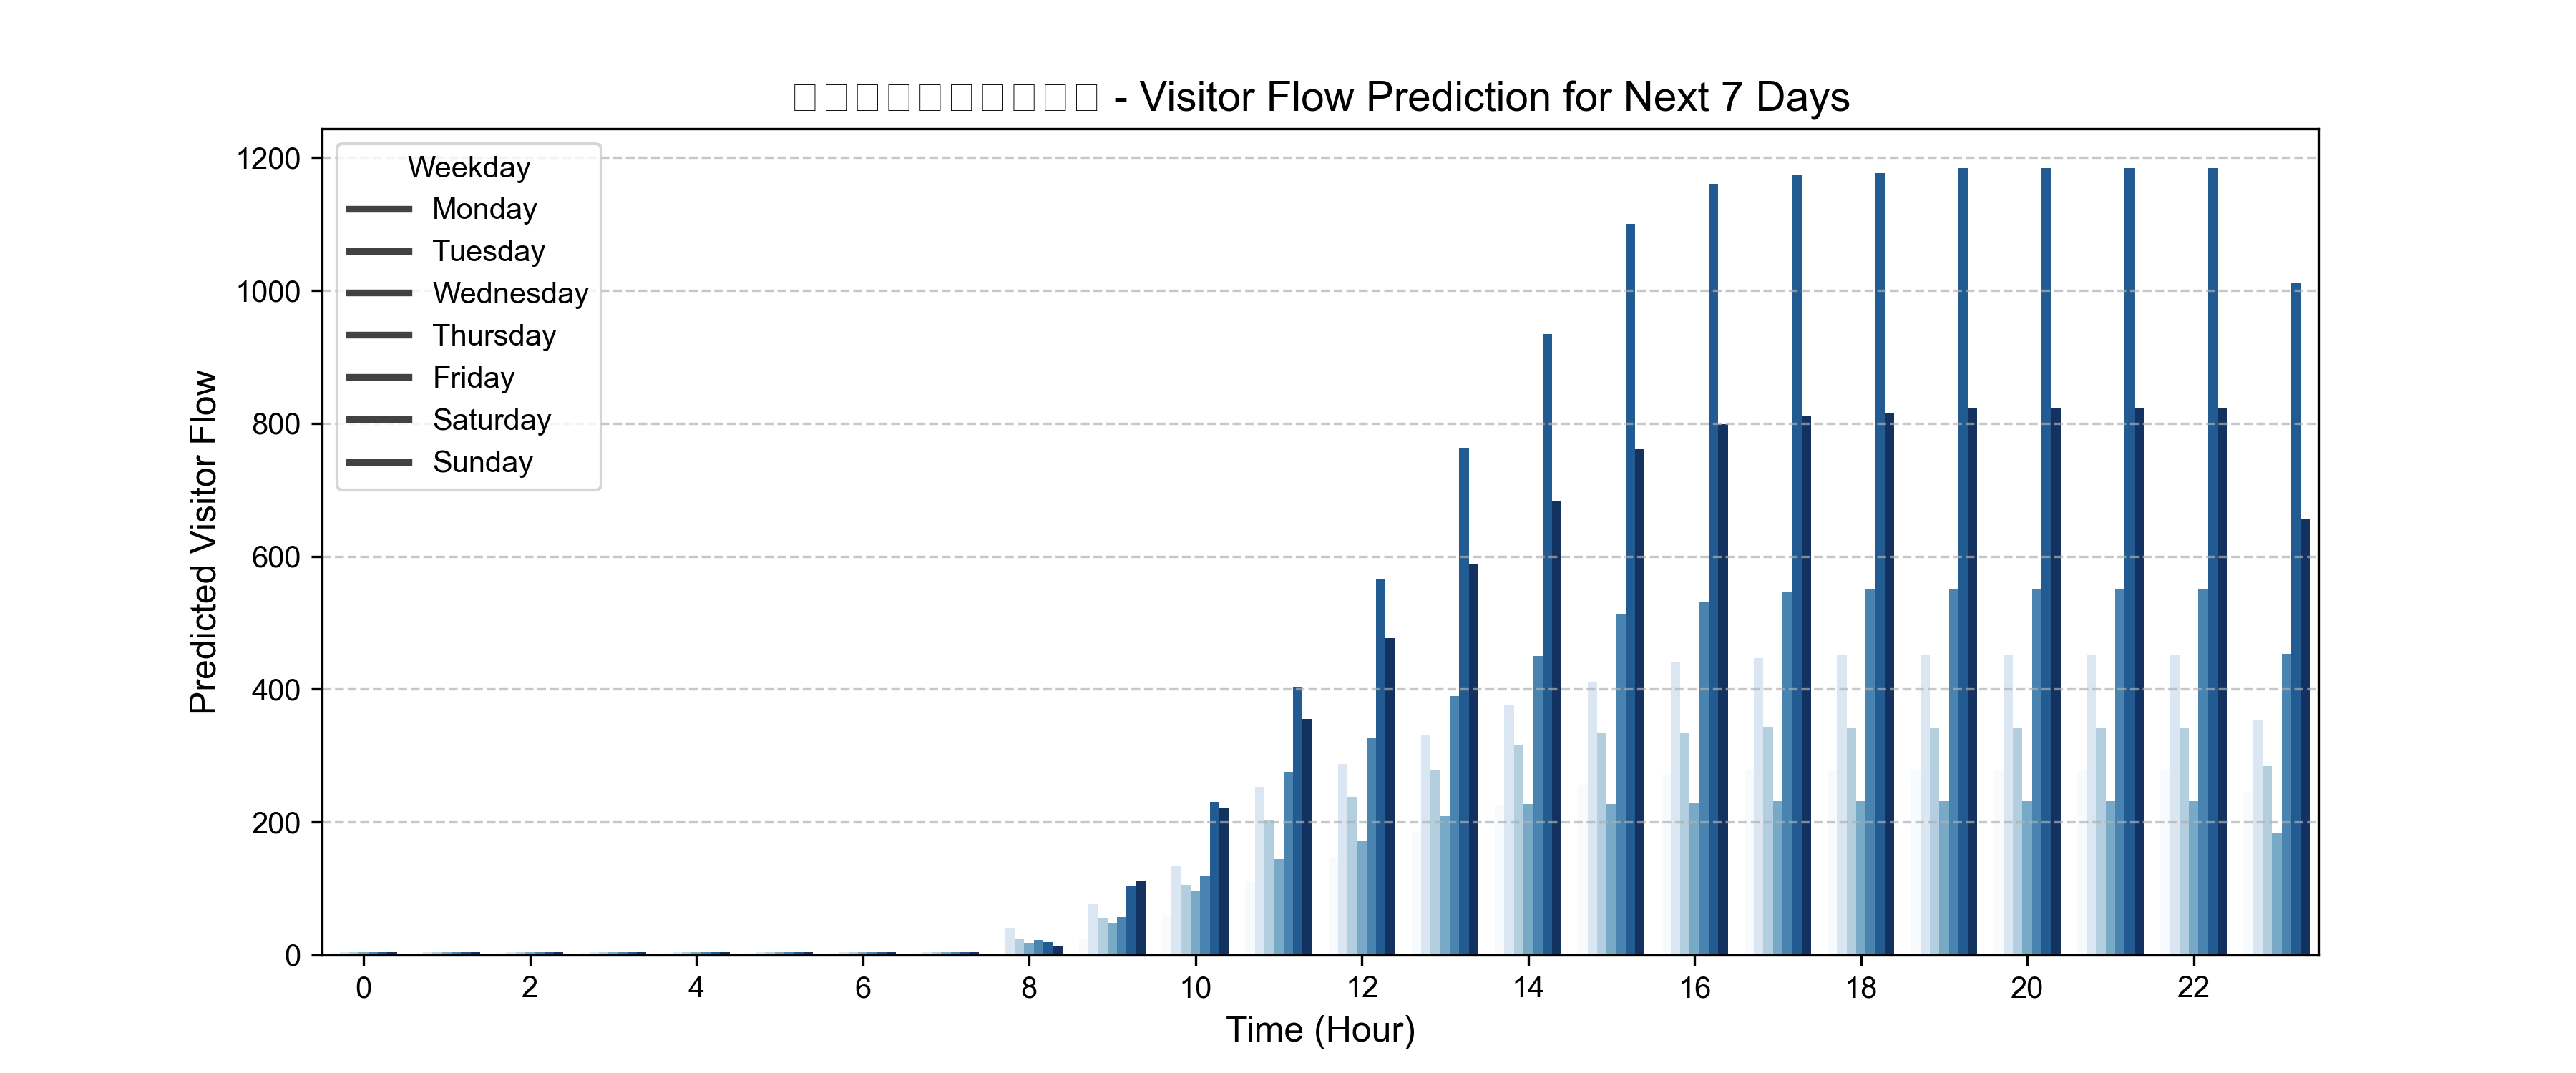 - Visitor Flow Prediction for Next 7 Days
Predicted Visitor Flow
1200
1000
800
600
400
200
0
Weekday
Monday
Tuesday
Wednesday
Thursday
Friday
Saturday
Sunday
0 2 4 6 8 10 12 14 16 18 20 22
Time (Hour)